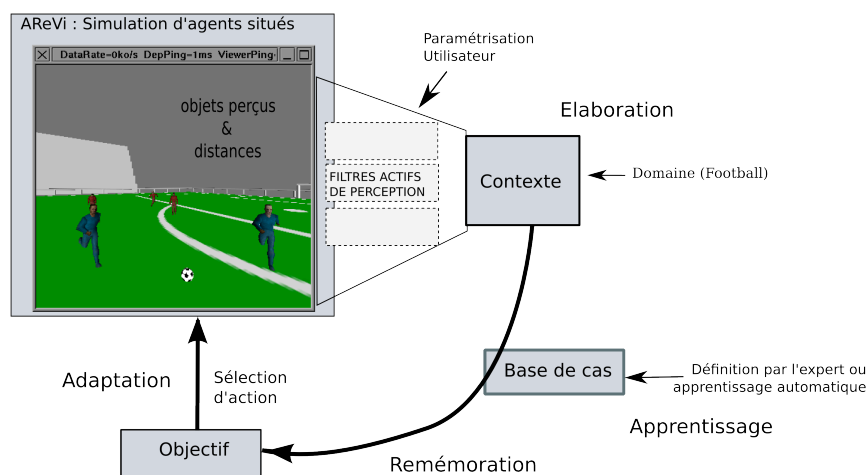 AReVi : Simulation d'agents situés
DataRate=0ko/s DepPing=1ms ViewerPing
objets perçus
&
distances
Paramétrisation
Utilisateur
FILTRES ACTIFS
DE PERCEPTION
Elaboration
Contexte
Domaine (Football)
Base de cas
Définition par l'expert ou
apprentissage automatique
Apprentissage
Adaptation
Sélection
d'action
Objectif
Remémoration